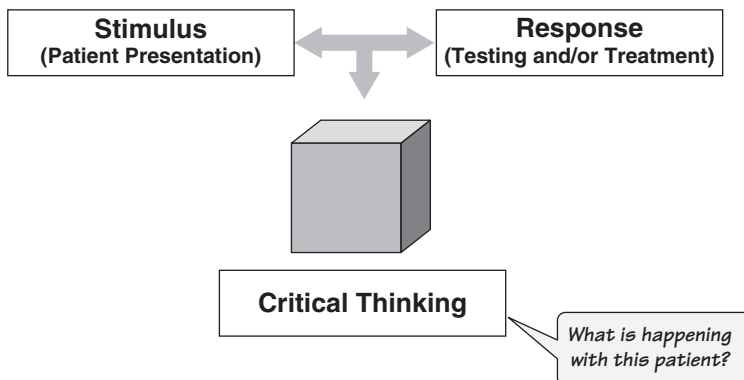 Stimulus
(Patient Presentation)
Response
(Testing and/or Treatment)
Critical Thinking
What is happening
with this patient?